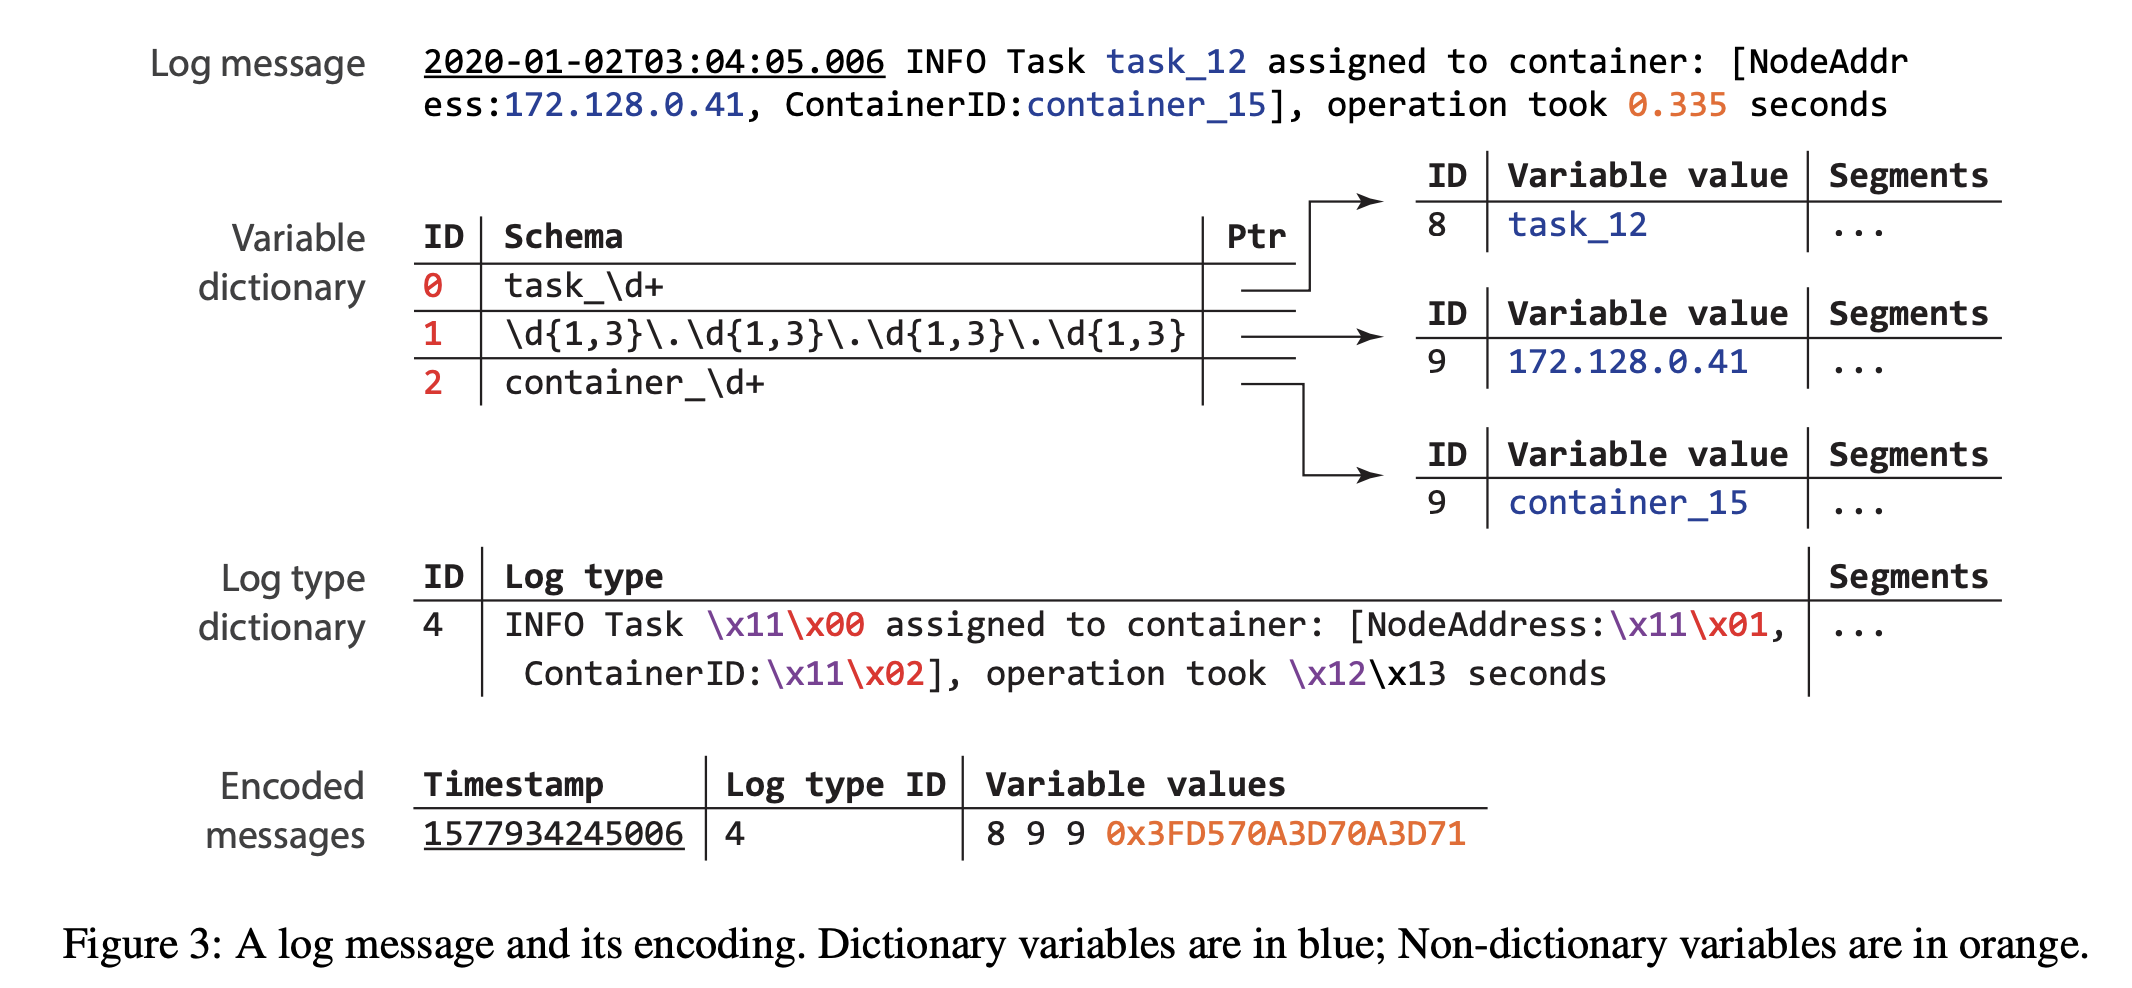 Log message 2020-01-02T03:04:05.006 INFO Task task_12 assigned to container: [NodeAddr
ess:172.128.0.41, ContainerID:container_15], operation took 0.335 seconds
Variable
dictionary
ID Schema Ptr
0 task_\d+
1 \d{1,3}\.\d{1,3}\.\d{1,3}\.\d{1,3}
2 container_\d+
ID Variable value Segments
8 task_12 ...
ID Variable value Segments
9 172.128.0.41 ...
ID Variable value Segments
9 container_15 ...
Log type
dictionary
ID Log type Segments
4 INFO Task \x11\x00 assigned to container: [NodeAddress:\x11\x01, ...
ContainerID:\x11\x02], operation took \x12\x13 seconds
Encoded
messages
Timestamp Log type ID Variable values
1577934245006 4 8 9 9 0x3FD570A3D70A3D71
Figure 3: A log message and its encoding. Dictionary variables are in blue; Non-dictionary variables are in orange.